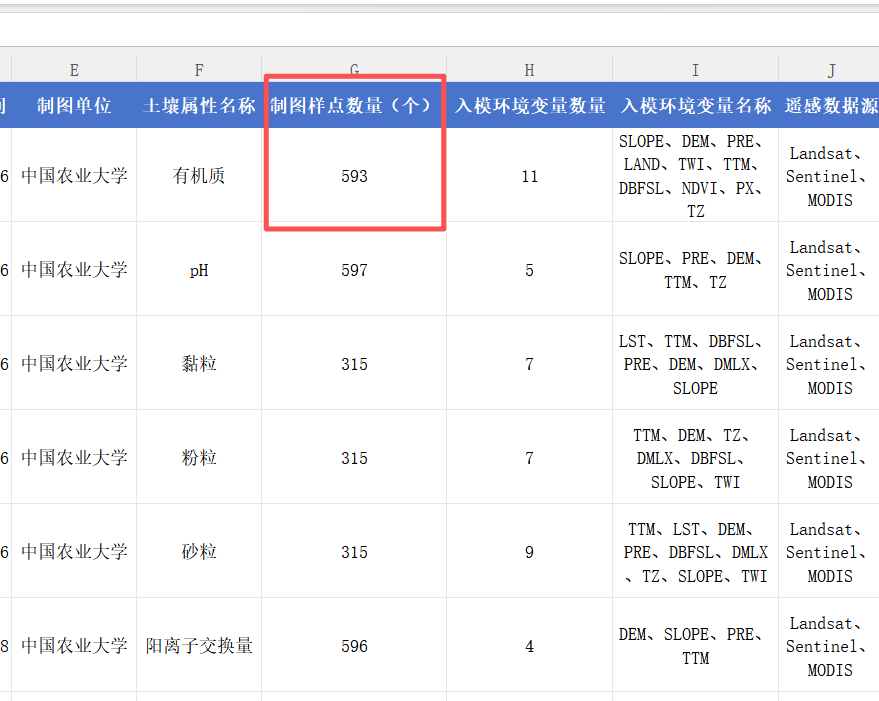 E F G H I J
制图单位 土壤属性名称 制图样点数量（个） 入模环境变量数量 入模环境变量名称 遥感数据源
6 中国农业大学 有机质 593 11
SLOPE、DEM、PRE、
LAND、TWI、TTM、
DBFSL、NDVI、PX、
TZ
Landsat、
Sentinel、
MODIS
6 中国农业大学 pH 597 5
SLOPE、PRE、DEM、
TTM、TZ
Landsat、
Sentinel、
MODIS
6 中国农业大学 黏粒 315 7
LST、TTM、DBFSL、
PRE、DEM、DMLX、
SLOPE
Landsat、
Sentinel、
MODIS
6 中国农业大学 粉粒 315 7
TTM、DEM、TZ、
DMLX、DBFSL、
SLOPE、TWI
Landsat、
Sentinel、
MODIS
6 中国农业大学 砂粒 315 9
TTM、LST、DEM、
PRE、DBFSL、DMLX
、TZ、SLOPE、TWI
Landsat、
Sentinel、
MODIS
8 中国农业大学 阳离子交换量 596 4
DEM、SLOPE、PRE、
TTM
Landsat、
Sentinel、
MODIS